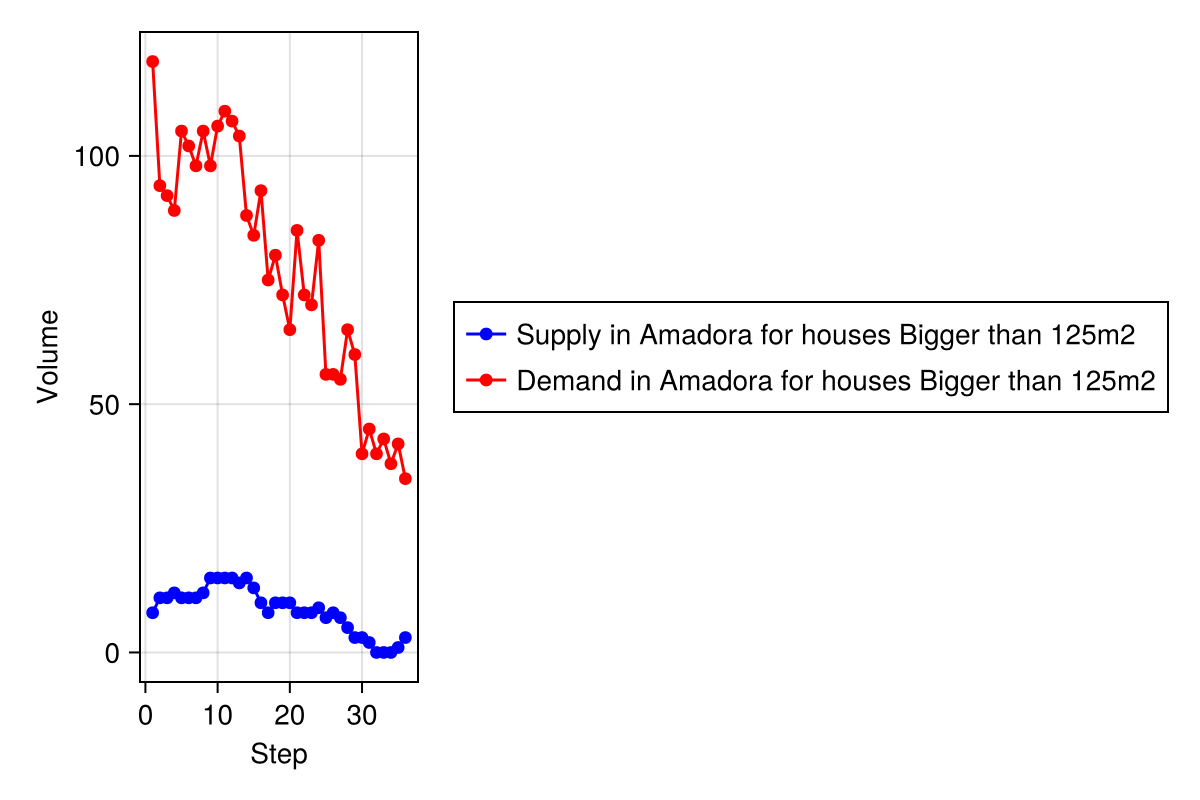 100
50
0
Volume
0 10 20 30
Step
Supply in Amadora for houses Bigger than 125m2
Demand in Amadora for houses Bigger than 125m2